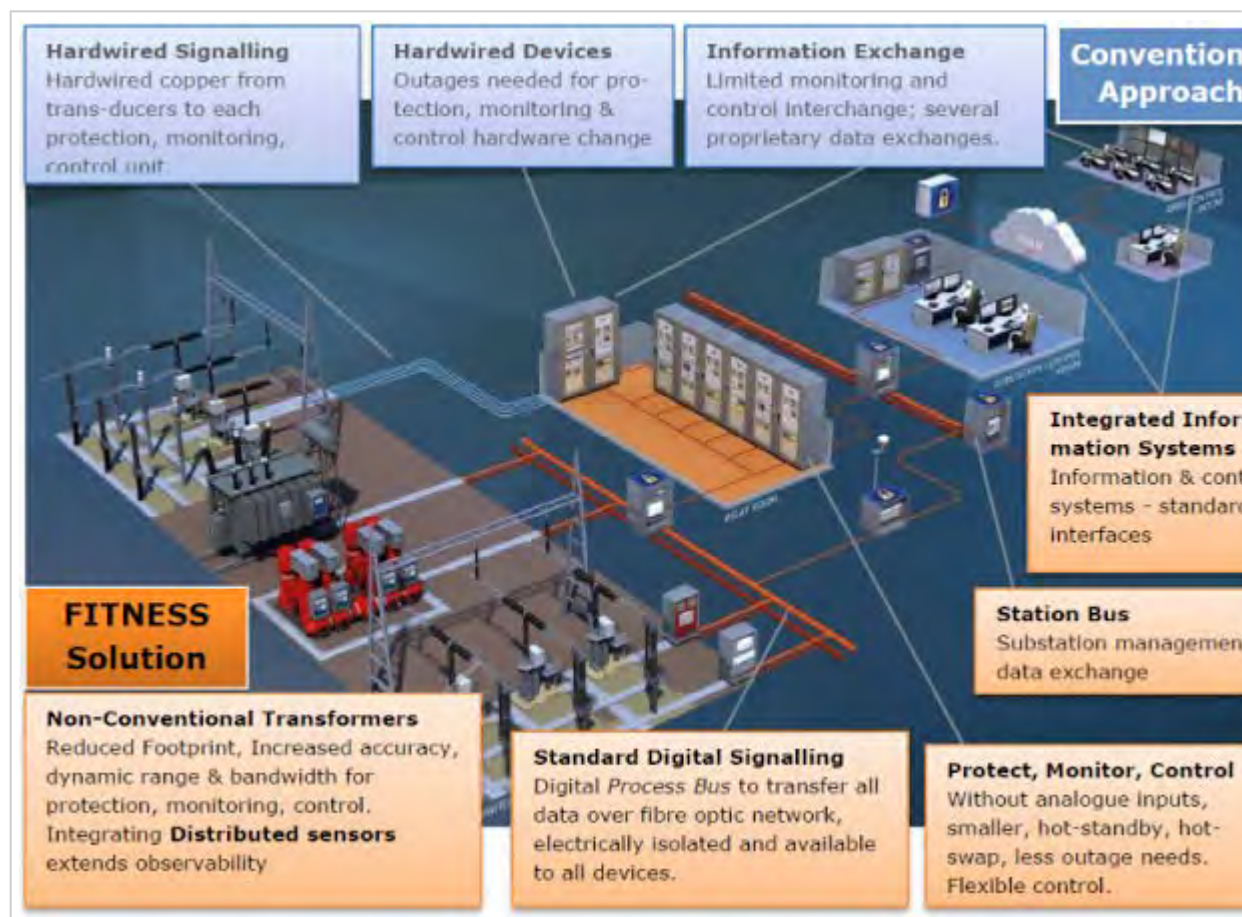 Hardwired Signalling
Hardwired copper from
trans-ducers to each
protection, monitoring,
control unit.
Hardwired Devices
Outages needed for pro-
tection, monitoring &
control hardware change
Information Exchange
Limited monitoring and
control interchange; several
proprietary data exchanges.
Convention
Approach
RELAY ROOM
Integrated Infor
mation Systems
Information & cont
systems - standard
interfaces
Station Bus
Substation managemen
data exchange
FITNESS
Solution
Non-Conventional Transformers
Reduced Footprint, Increased accuracy,
dynamic range & bandwidth for
protection, monitoring, control.
Integrating Distributed sensors
extends observability
Standard Digital Signalling
Digital Process Bus to transfer all
data over fibre optic network,
electrically isolated and available
to all devices.
Protect, Monitor, Control
Without analogue inputs,
smaller, hot-standby, hot-
swap, less outage needs.
Flexible control.